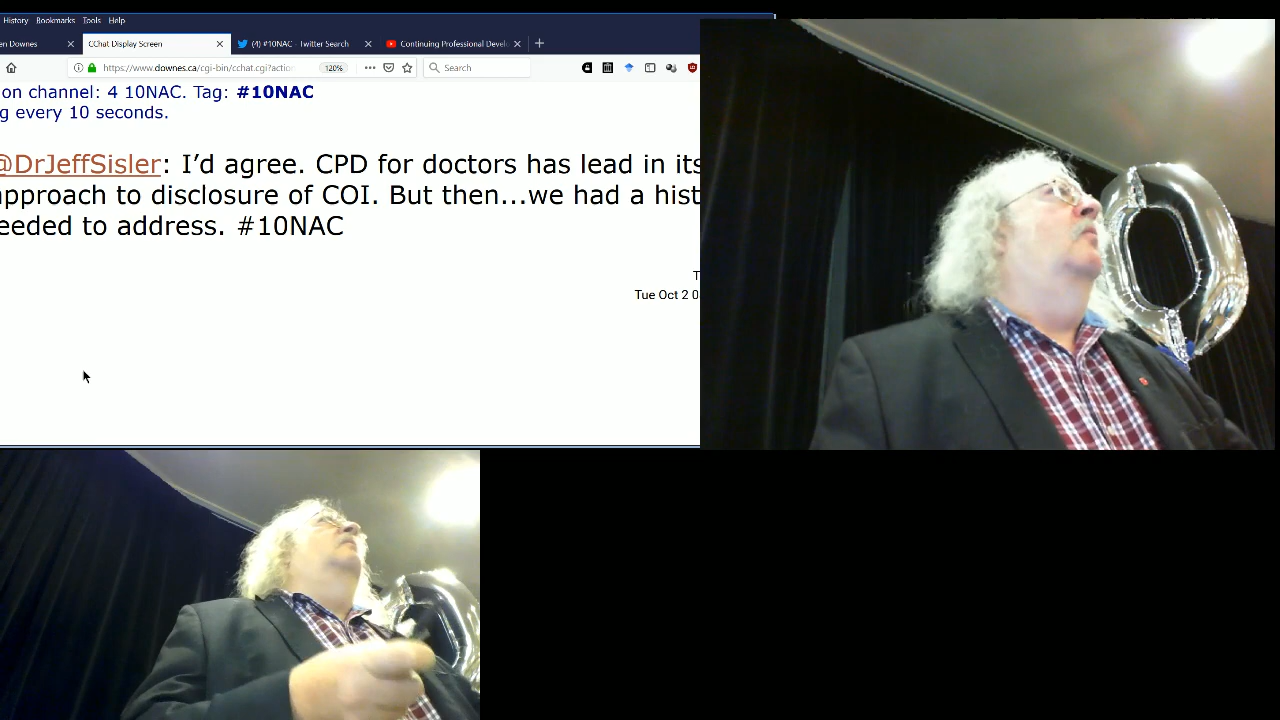 History Bookmarks Tools Help
en Downes
CChat Display Screen
(4) #10NAC - Twitter Search
Continuing Professional Devel
https://www.downes.ca/cgi-bin/cchat.cgi?actio
120%
Search
on channel: 4 10NAC. Tag: #10NAC
g every 10 seconds.
@DrJeffSisler: I’d agree. CPD for doctors has lead in its
approach to disclosure of COI. But then...we had a hist
eeded to address. #10NAC
T
Tue Oct 2 0